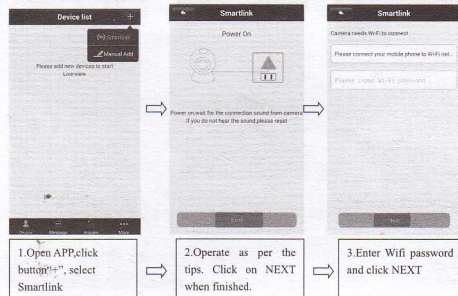 Device list
+
Smartlink
Manual Add
Please add new devices to start
Live-view
Device
Message
Images
More
Smartlink
Power On
Power on,wait for the connection sound from camera.
If you do not hear the sound,please reset
Next
Smartlink
Camera needs Wi-Fi to connect
Please connect your mobile phone to WiFi net...
Please input Wi-Fi password
Next
1.Open APP,click
button"+", select
Smartlink
2.Operate as per the
tips. Click on NEXT
when finished.
3.Enter Wifi password
and click NEXT